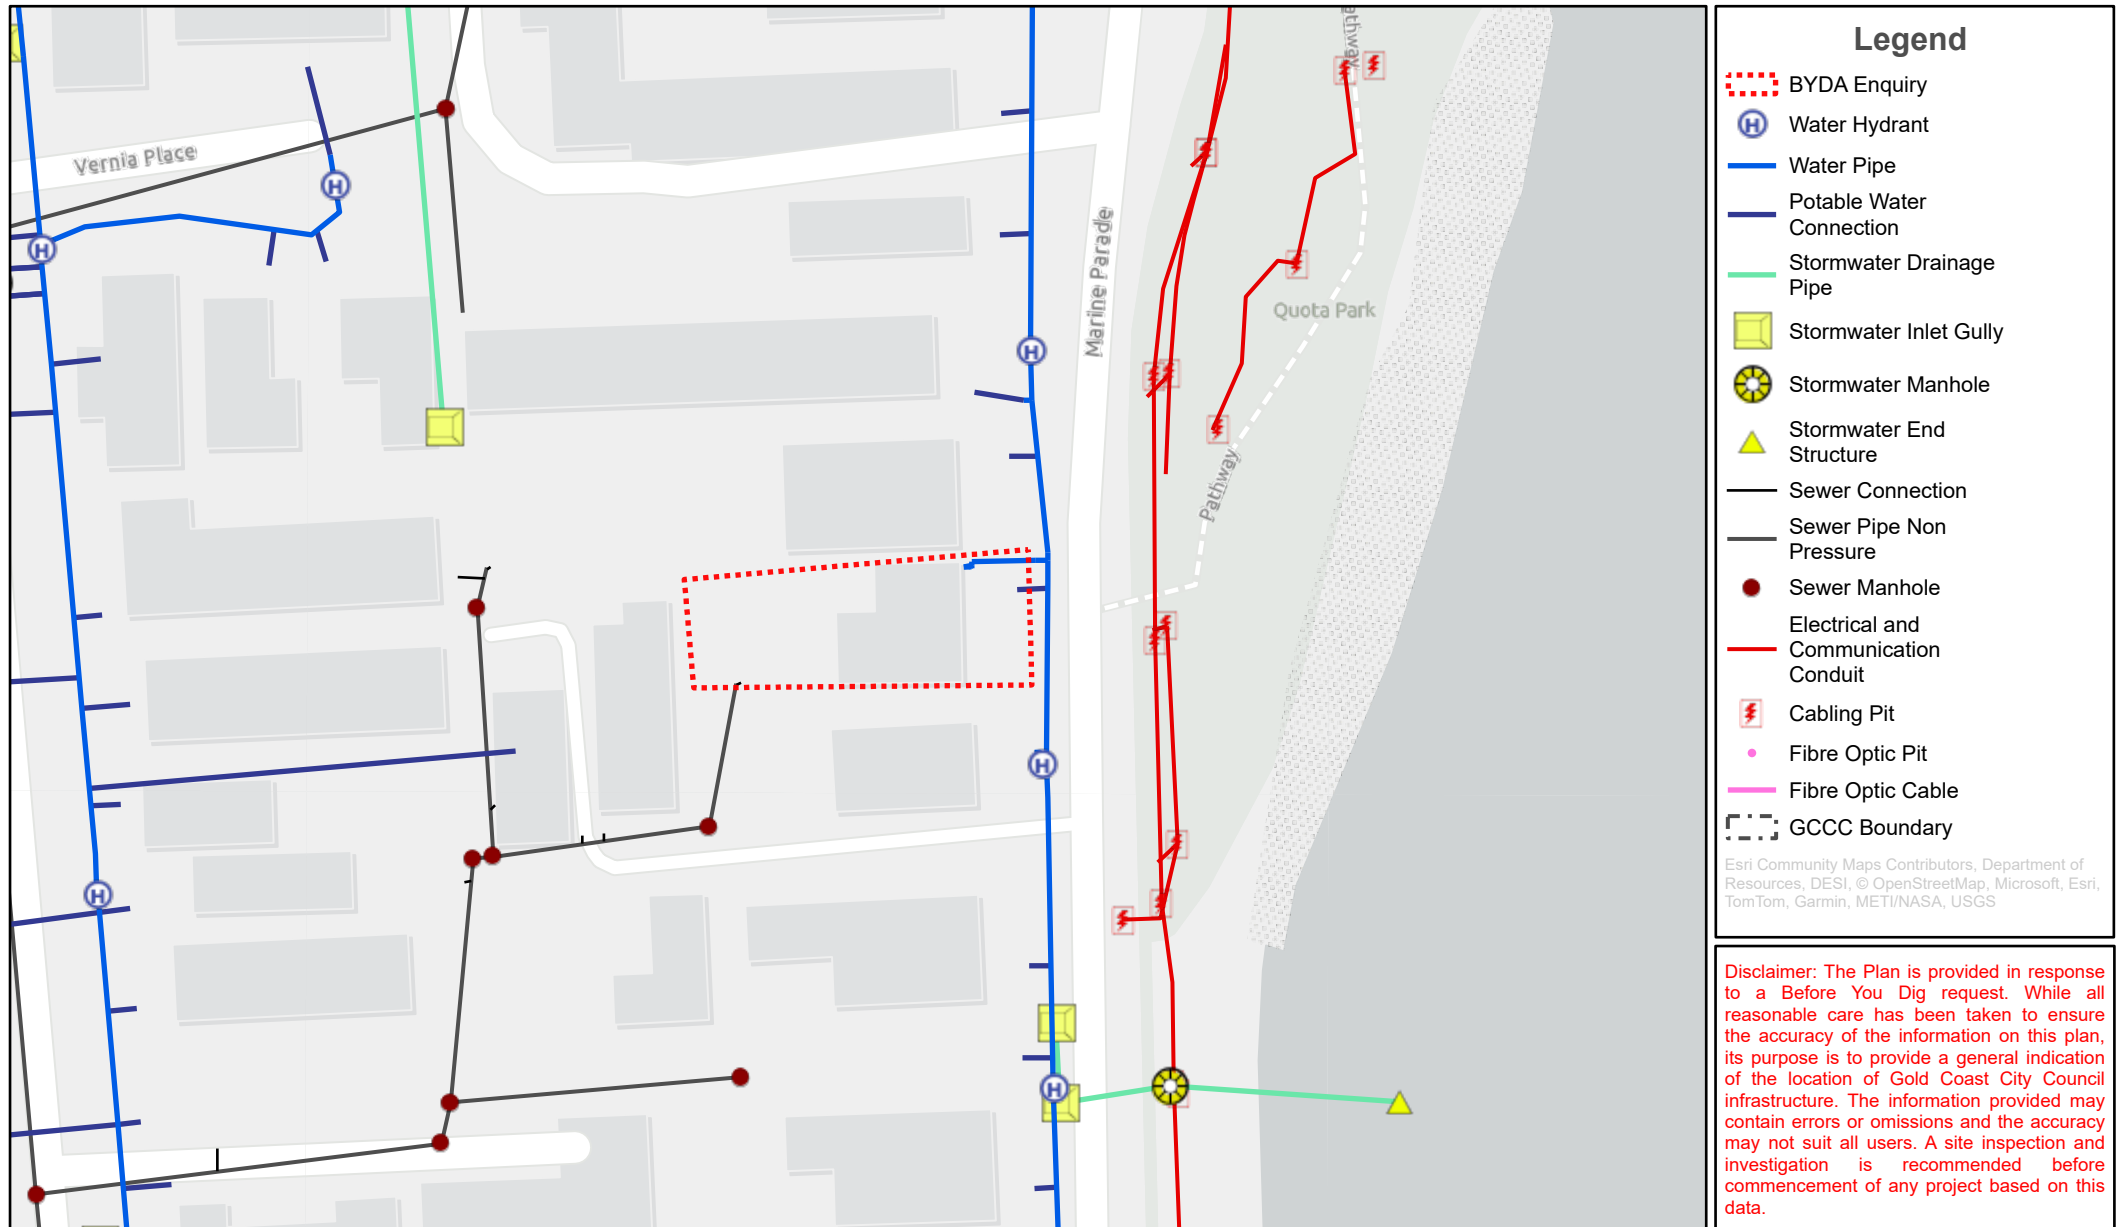 Vernia Place
Marine Parade
Pathway
Quota Park
Pathway
H
H
H
H
H
H
Legend
BYDA Enquiry
H
Water Hydrant
Water Pipe
Potable Water
Connection
Stormwater Drainage
Pipe
Stormwater Inlet Gully
Stormwater Manhole
Stormwater End
Structure
Sewer Connection
Sewer Pipe Non
Pressure
Sewer Manhole
Electrical and
Communication
Conduit
Cabling Pit
Fibre Optic Pit
Fibre Optic Cable
GCCC Boundary
Esri Community Maps Contributors, Department of
Resources, DESI, © OpenStreetMap, Microsoft, Esri,
TomTom, Garmin, METI/NASA, USGS
Disclaimer: The Plan is provided in response
to a Before You Dig request. While all
reasonable care has been taken to ensure
the accuracy of the information on this plan,
its purpose is to provide a general indication
of the location of Gold Coast City Council
infrastructure. The information provided may
contain errors or omissions and the accuracy
may not suit all users. A site inspection and
investigation is recommended before
commencement of any project based on this
data.